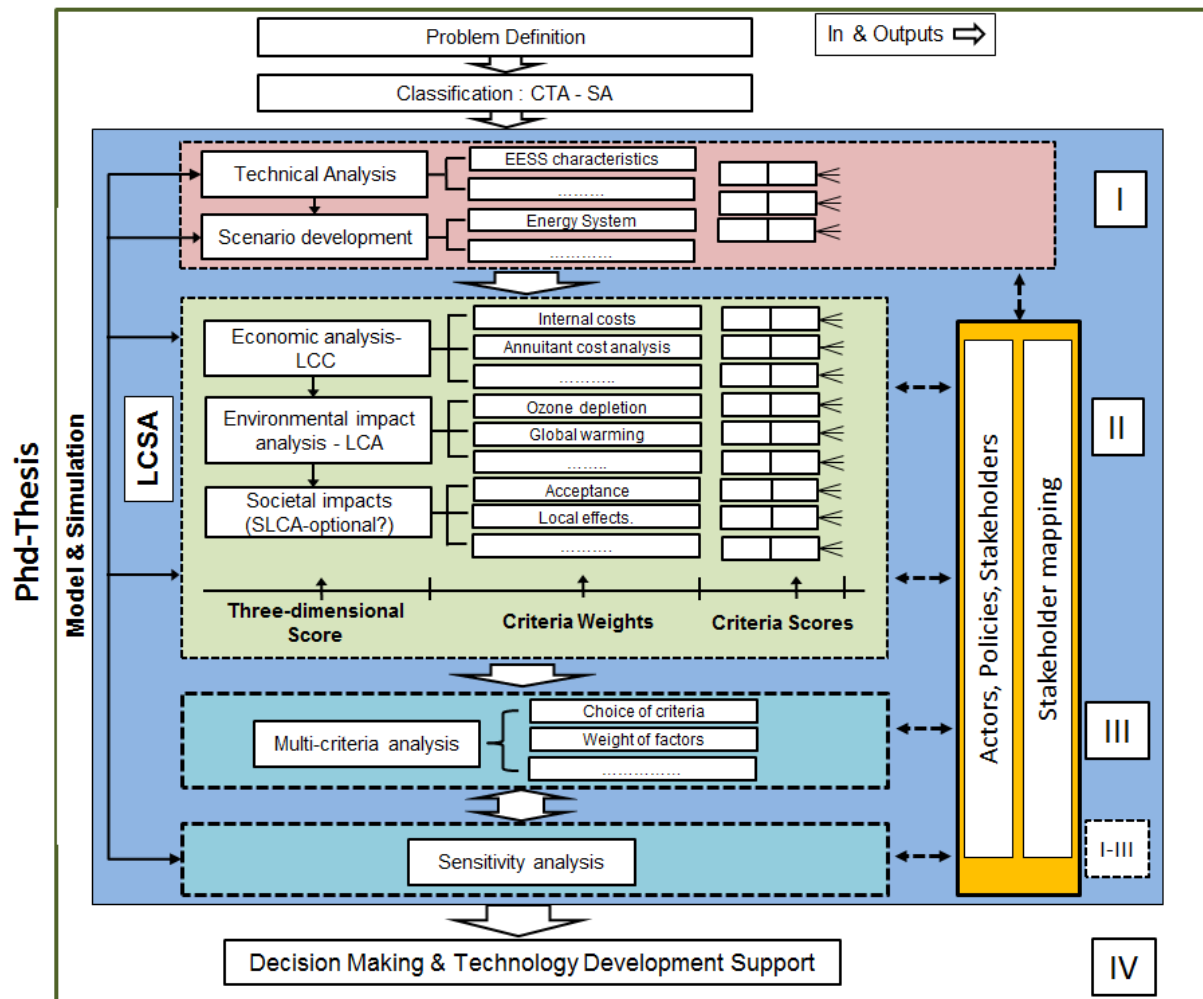 Problem Definition
In & Outputs
Classification : CTA - SA
Technical Analysis
EESS characteristics
………
I
Scenario development
Energy System
…………
Economic analysis-
LCC
Internal costs
Annuitant cost analysis
………..
Environmental impact
analysis - LCA
Ozone depletion
Global warming
……..
II
Societal impacts
(SLCA-optional?)
Acceptance
Local effects.
……….
Three-dimensional
Score
Criteria Weights
Criteria Scores
Phd-Thesis
Model & Simulation
LCSA
Actors, Policies, Stakeholders
Stakeholder mapping
Multi-criteria analysis
Choice of criteria
Weight of factors
……………
III
Sensitivity analysis
I-III
Decision Making & Technology Development Support
IV